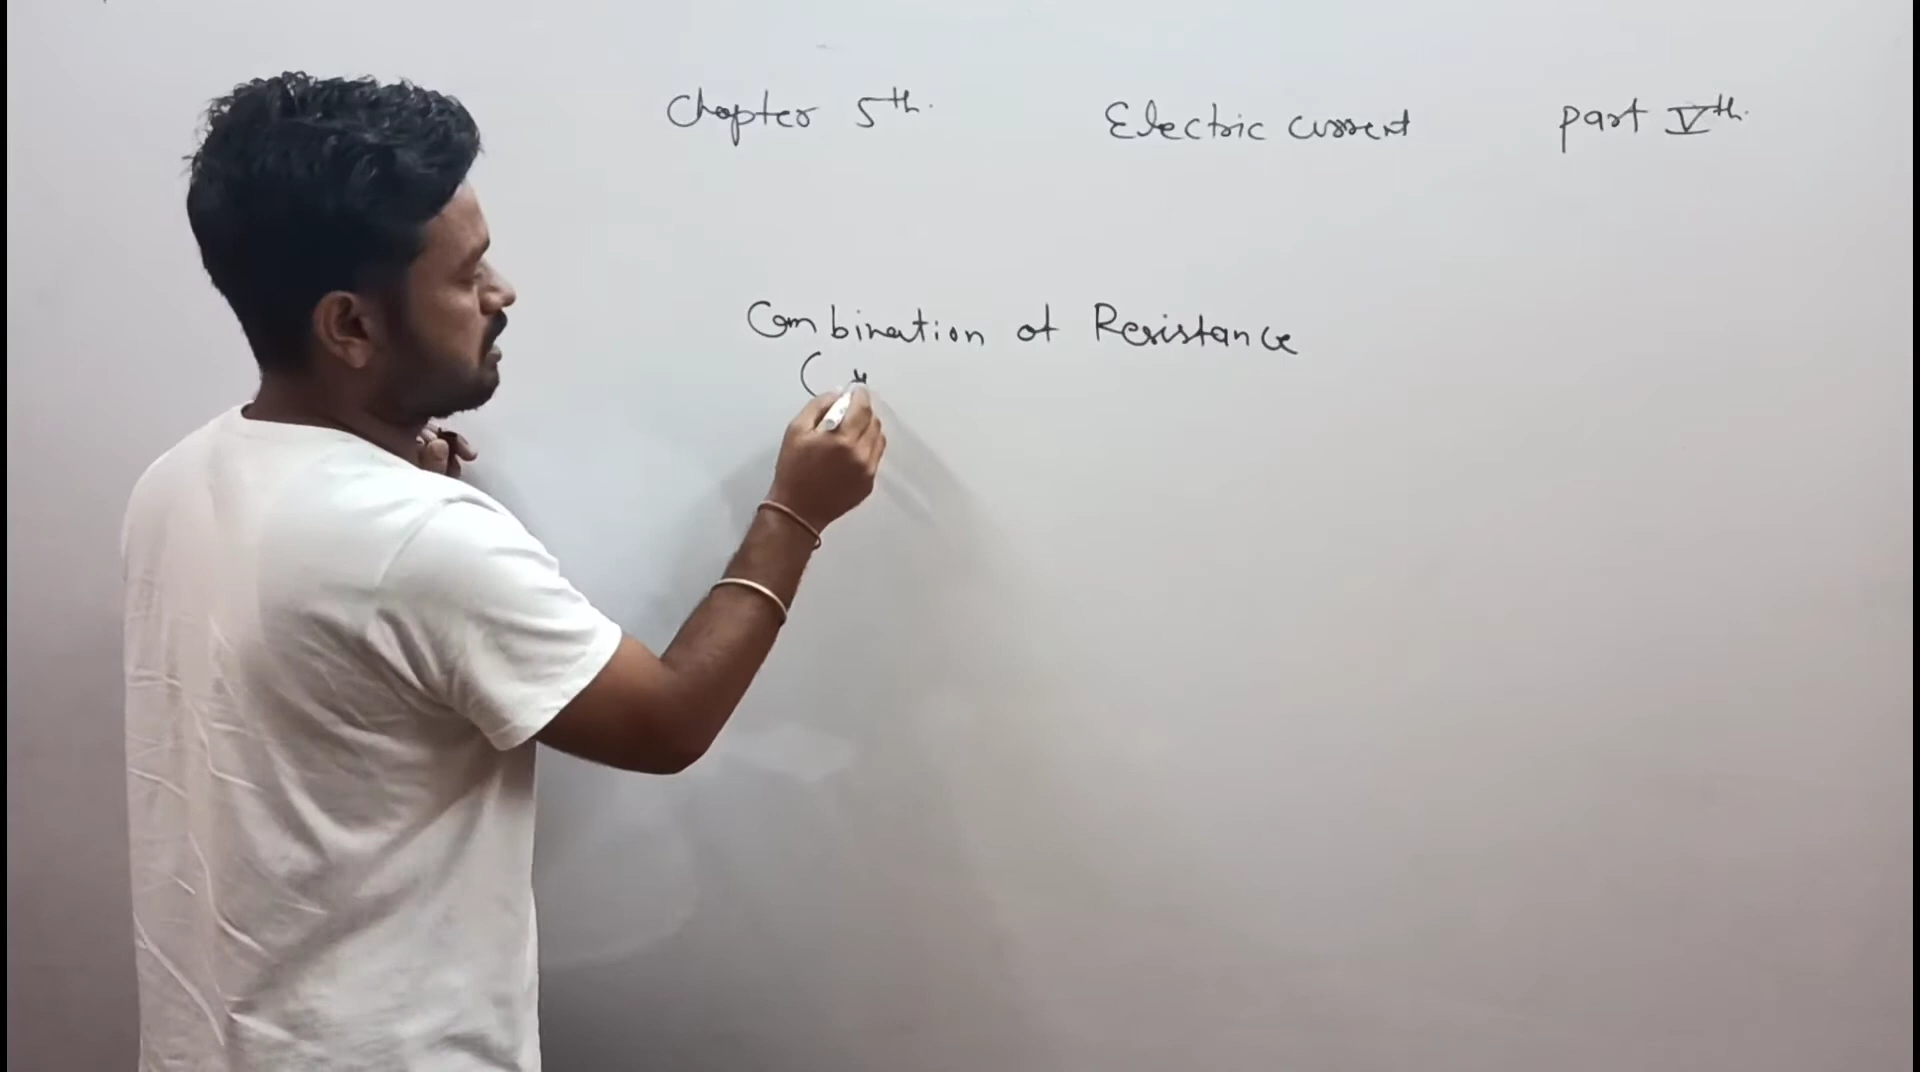 Chapter 5th. Electric current part Vth.
Combination of Resistance
(